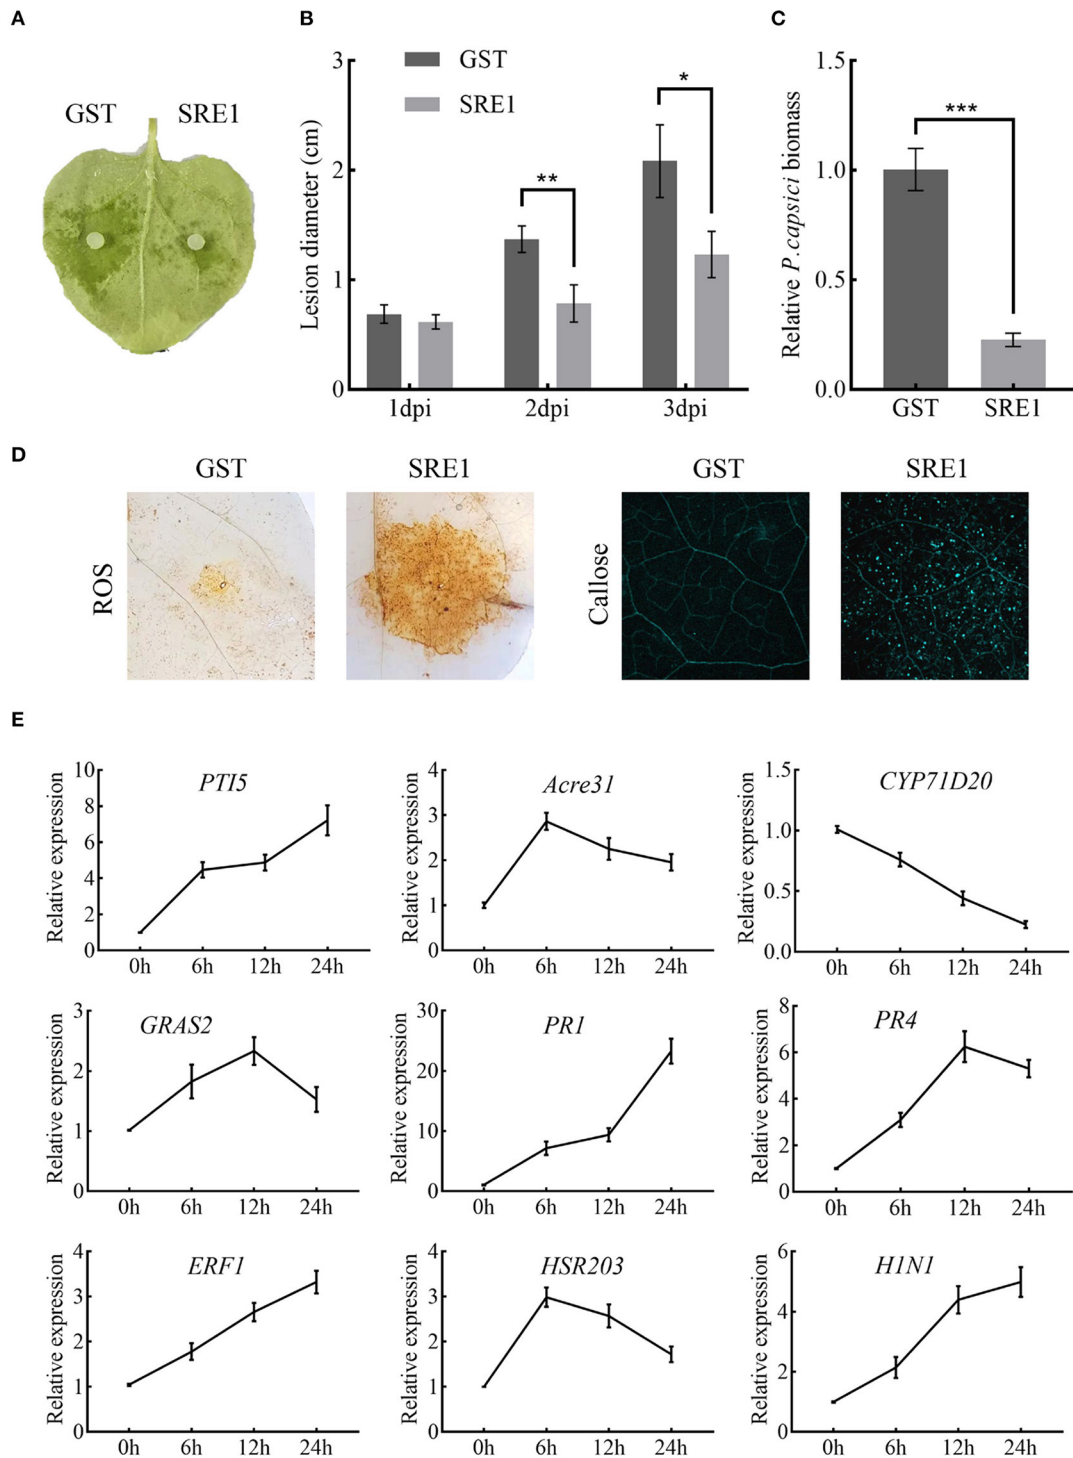 A
GST SRE1
B
GST
SRE1
Lesion diameter (cm)
3
2
1
0
**
*
1dpi 2dpi 3dpi
C
Relative P.capsici biomass
1.5
1.0
0.5
0.0
***
GST SRE1
D
GST SRE1 GST SRE1
ROS
Callose
E
PTI5
Relative expression
10
8
6
4
2
0
0h 6h 12h 24h
Acre31
Relative expression
4
3
2
1
0
0h 6h 12h 24h
CYP71D20
Relative expression
1.5
1.0
0.5
0.0
0h 6h 12h 24h
GRAS2
Relative expression
3
2
1
0
0h 6h 12h 24h
PR1
Relative expression
30
20
10
0
0h 6h 12h 24h
PR4
Relative expression
8
6
4
2
0
0h 6h 12h 24h
ERF1
Relative expression
4
3
2
1
0
0h 6h 12h 24h
HSR203
Relative expression
4
3
2
1
0
0h 6h 12h 24h
H1N1
Relative expression
6
4
2
0
0h 6h 12h 24h